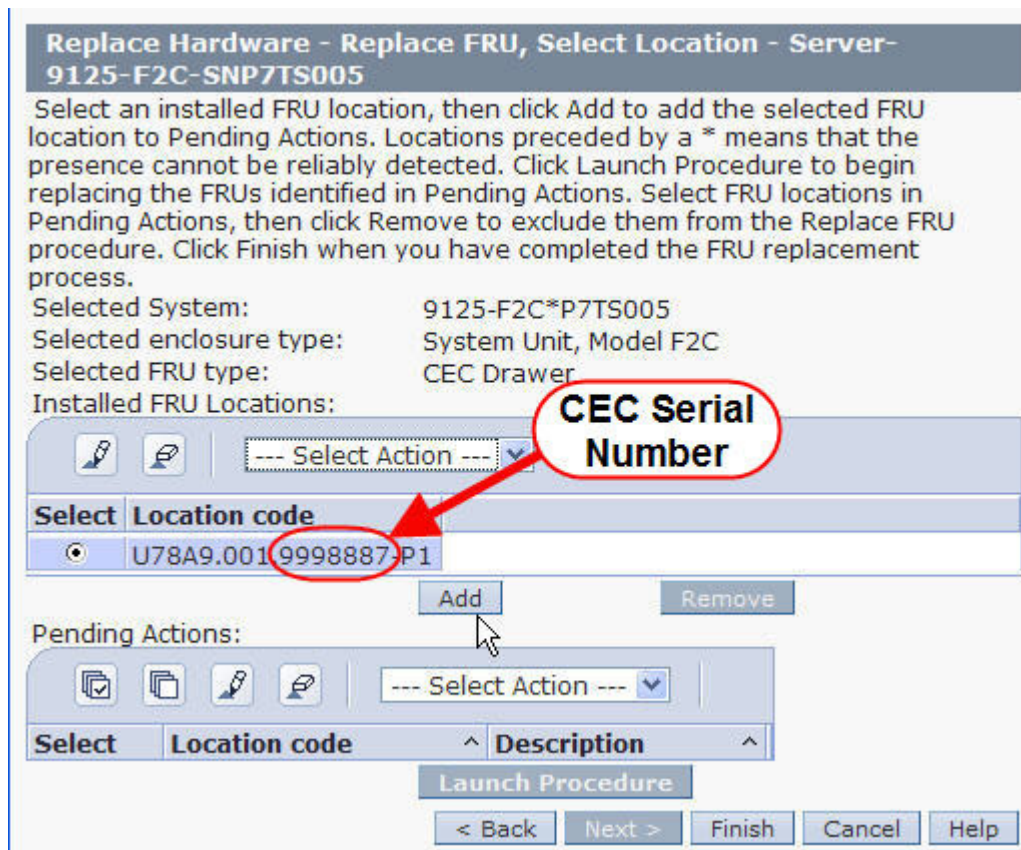 Replace Hardware - Replace FRU, Select Location - Server-
9125-F2C-SNP7TS005
Select an installed FRU location, then click Add to add the selected FRU
location to Pending Actions. Locations preceded by a * means that the
presence cannot be reliably detected. Click Launch Procedure to begin
replacing the FRUs identified in Pending Actions. Select FRU locations in
Pending Actions, then click Remove to exclude them from the Replace FRU
procedure. Click Finish when you have completed the FRU replacement
process.
Selected System: 9125-F2C*P7TS005
Selected enclosure type: System Unit, Model F2C
Selected FRU type: CEC Drawer
Installed FRU Locations:
CEC Serial
Number
--- Select Action ---
Select Location code
U78A9.001.9998887-P1
Add Remove
Pending Actions:
--- Select Action ---
Select Location code ^ Description ^
Launch Procedure
< Back Next > Finish Cancel Help